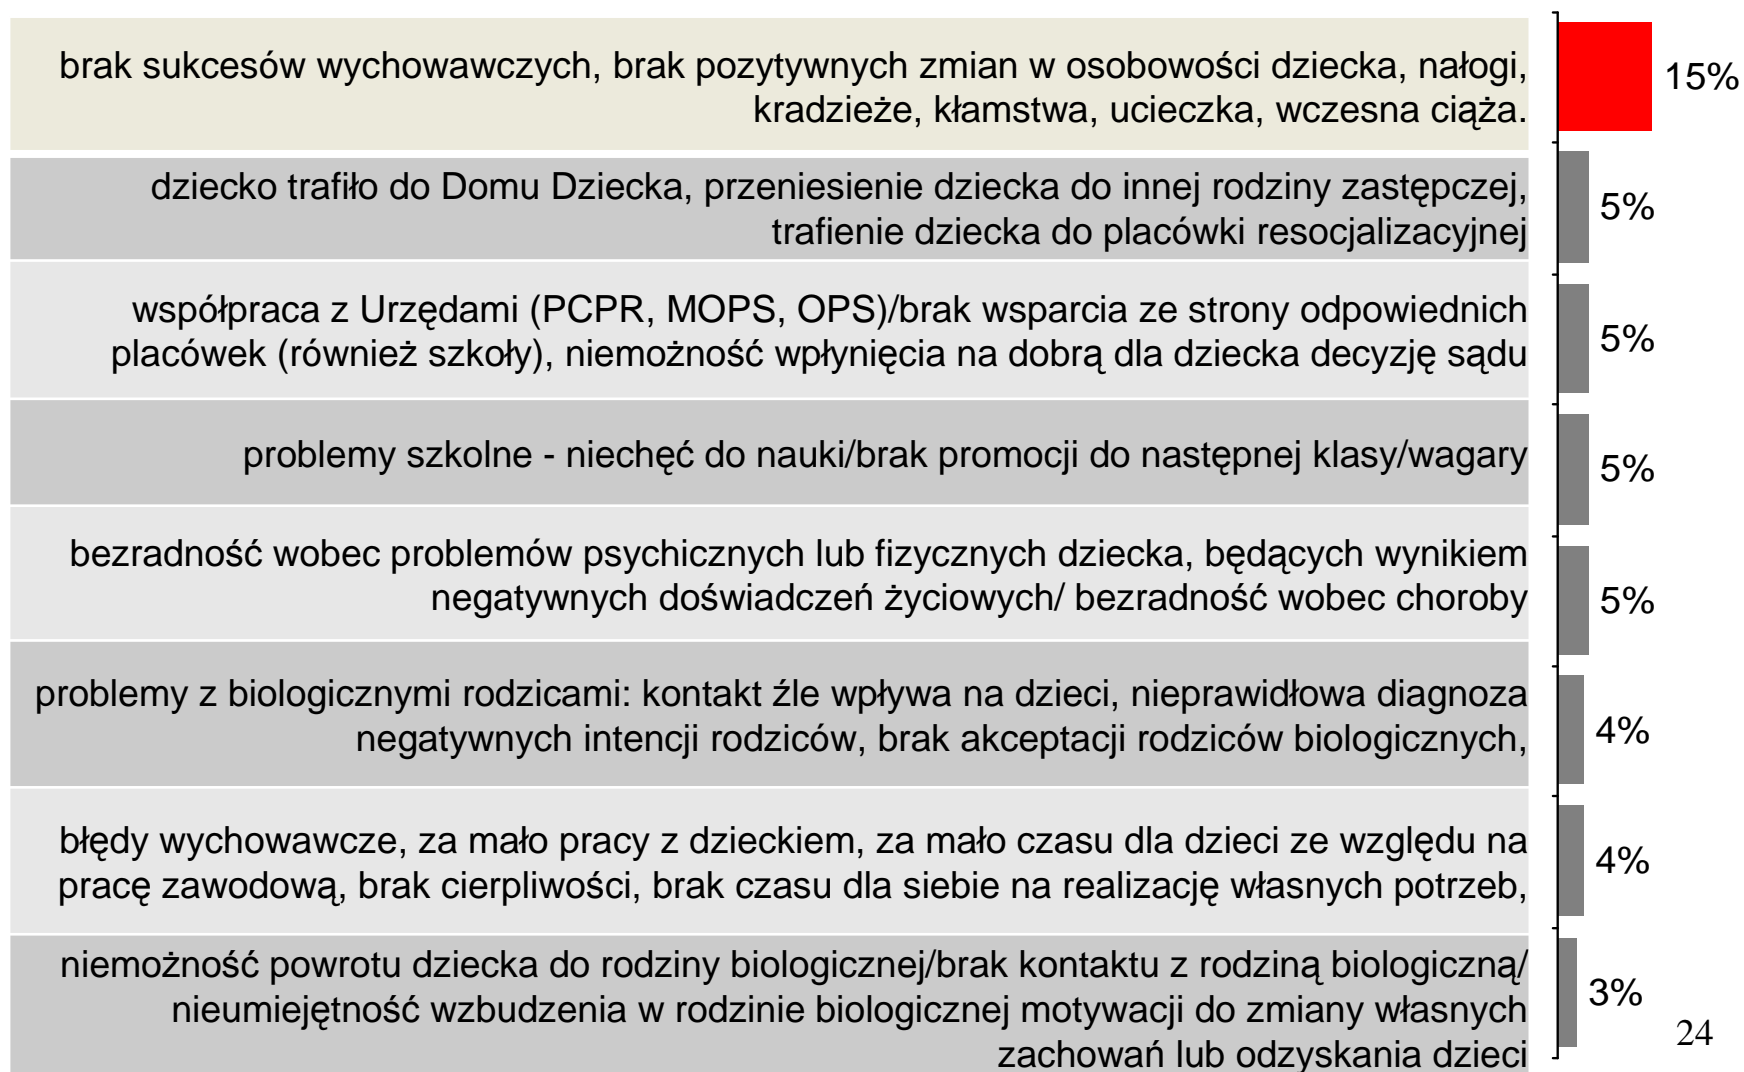 brak sukcesów wychowawczych, brak pozytywnych zmian w osobowości dziecka, nałogi,
kradzieże, kłamstwa, ucieczka, wczesna ciąża.
15%
dziecko trafiło do Domu Dziecka, przeniesienie dziecka do innej rodziny zastępczej,
trafienie dziecka do placówki resocjalizacyjnej
5%
współpraca z Urzędami (PCPR, MOPS, OPS)/brak wsparcia ze strony odpowiednich
placówek (również szkoły), niemożność wpłynięcia na dobrą dla dziecka decyzję sądu
5%
problemy szkolne - niechęć do nauki/brak promocji do następnej klasy/wagary
5%
bezradność wobec problemów psychicznych lub fizycznych dziecka, będących wynikiem
negatywnych doświadczeń życiowych/ bezradność wobec choroby
5%
problemy z biologicznymi rodzicami: kontakt źle wpływa na dzieci, nieprawidłowa diagnoza
negatywnych intencji rodziców, brak akceptacji rodziców biologicznych,
4%
błędy wychowawcze, za mało pracy z dzieckiem, za mało czasu dla dzieci ze względu na
pracę zawodową, brak cierpliwości, brak czasu dla siebie na realizację własnych potrzeb,
4%
niemożność powrotu dziecka do rodziny biologicznej/brak kontaktu z rodziną biologiczną/
nieumiejętność wzbudzenia w rodzinie biologicznej motywacji do zmiany własnych
zachowań lub odzyskania dzieci
3%
24